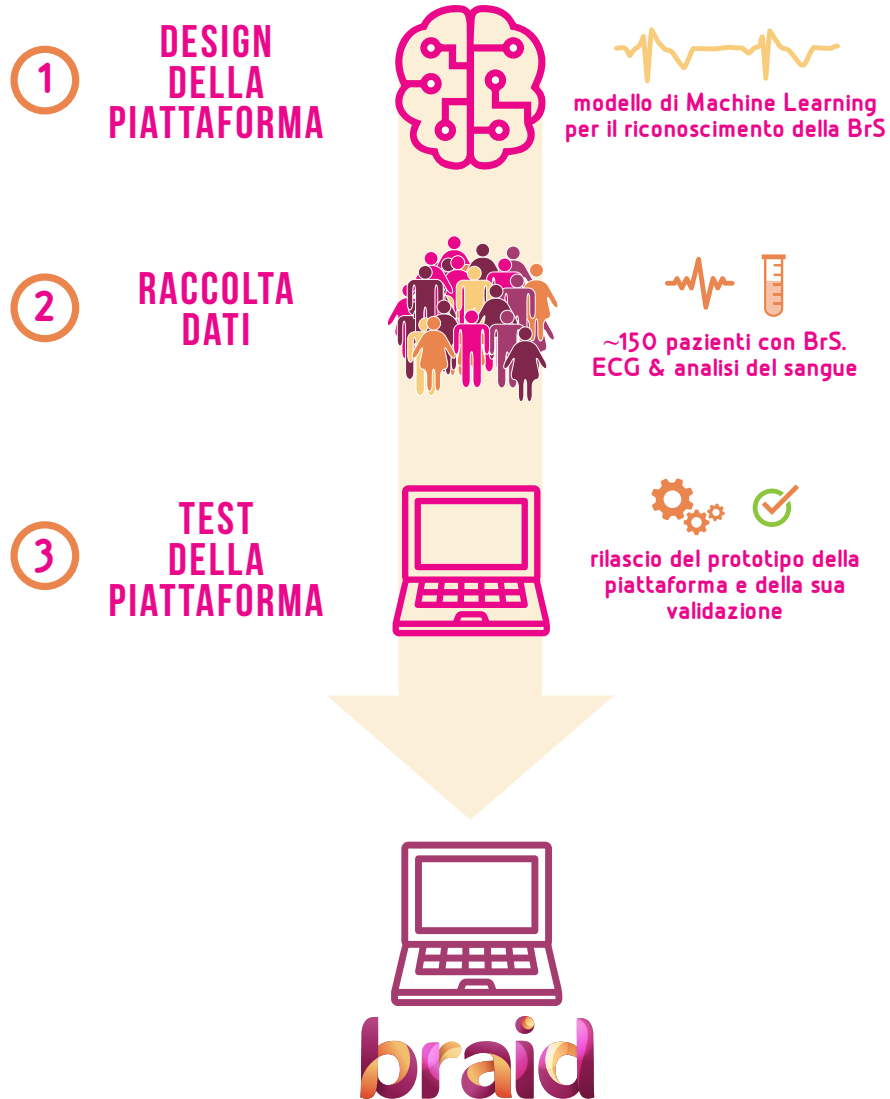 1
DESIGN
DELLA
PIATTAFORMA
modello di Machine Learning
per il riconoscimento della BrS
2
RACCOLTA
DATI
~150 pazienti con BrS.
ECG & analisi del sangue
3
TEST
DELLA
PIATTAFORMA
rilascio del prototipo della
piattaforma e della sua
validazione
braid